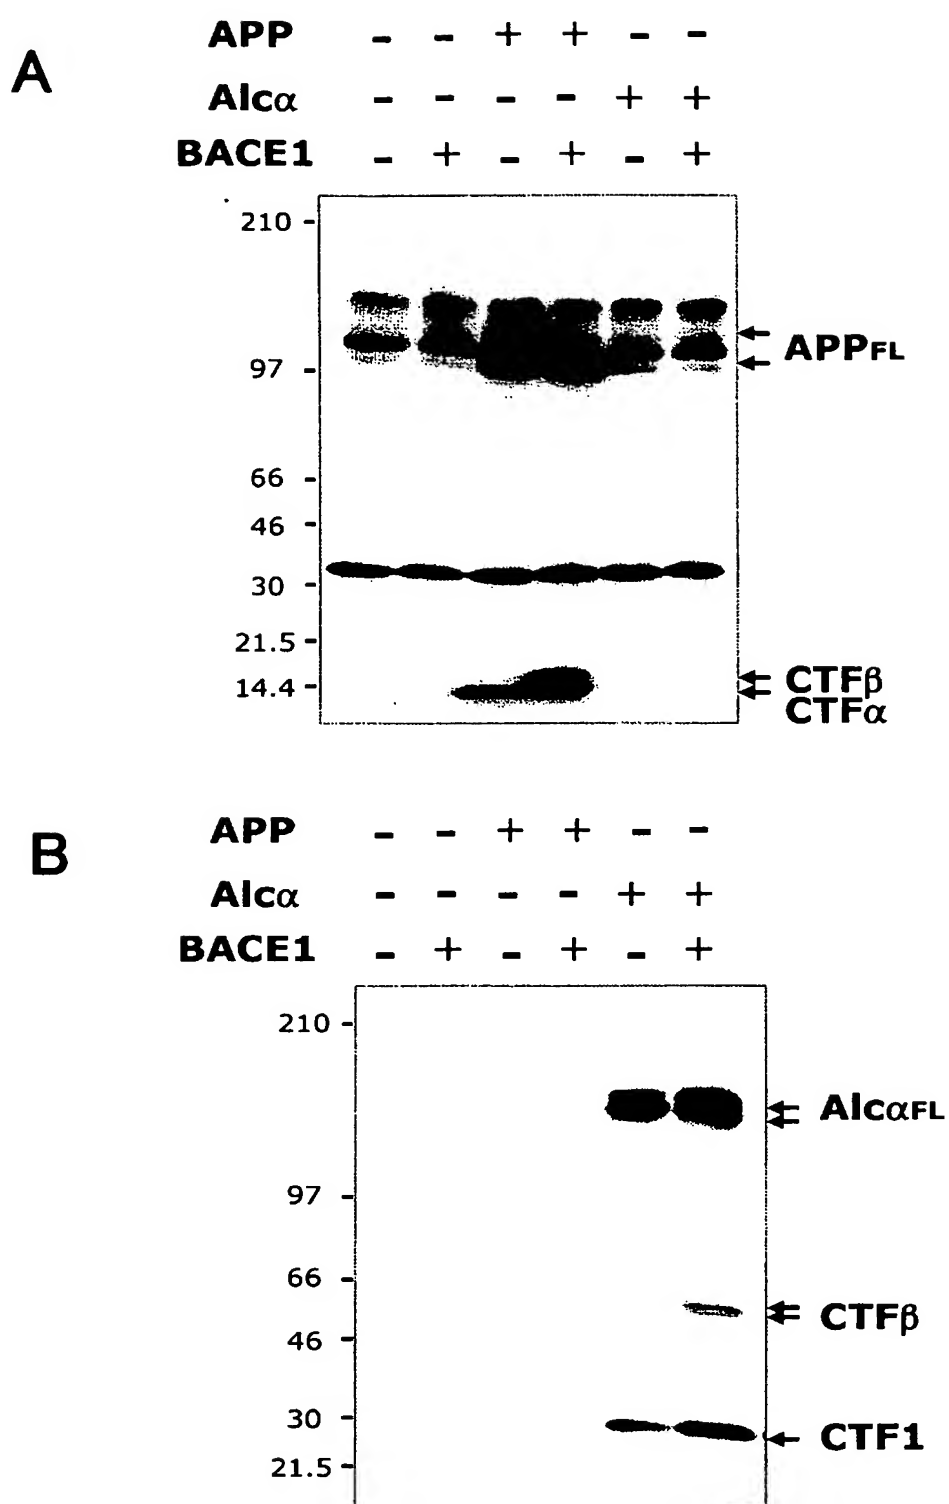 A
APP - - + + - -
Alcα - - - - + +
BACE1 - + - + - +
210
97
66
46
30
21.5
14.4
APPFL
CTFβ
CTFα
B
APP - - + + - -
Alcα - - - - + +
BACE1 - + - + - +
210
97
66
46
30
21.5
AlcαFL
CTFβ
CTF1